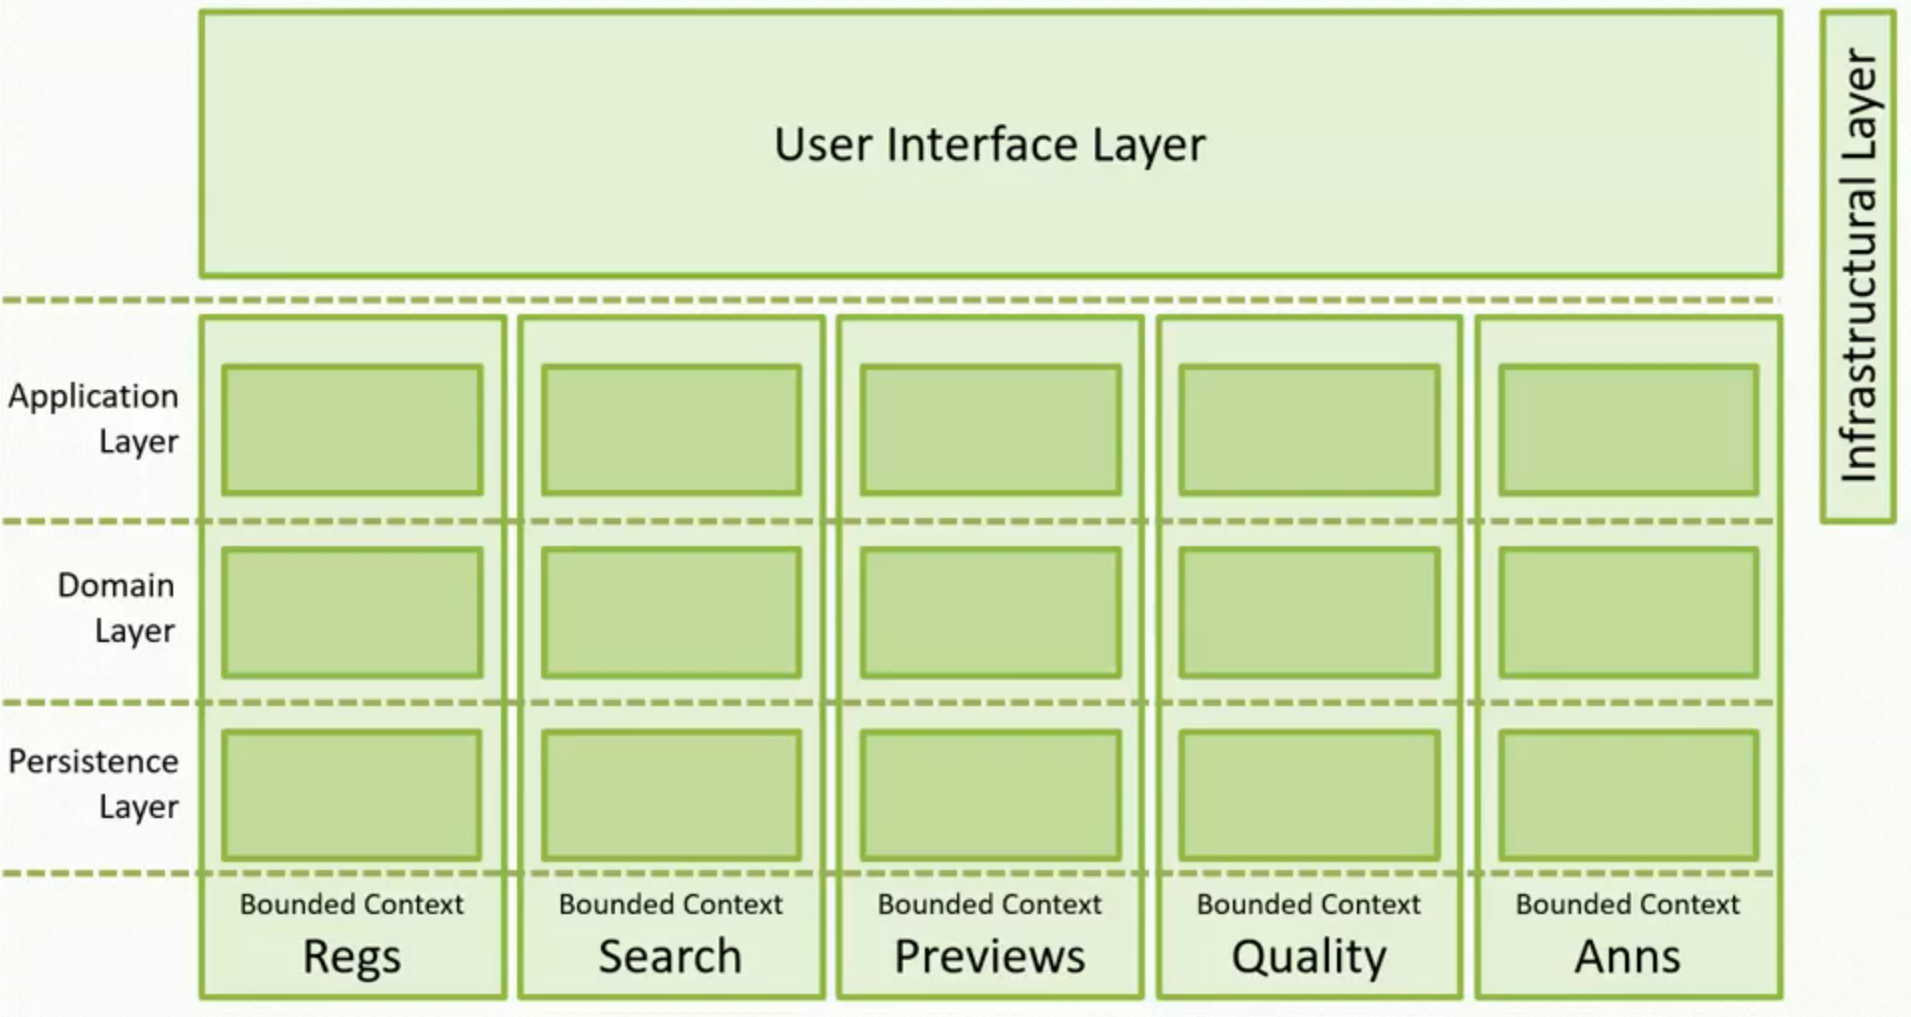 User Interface Layer
Infrastructural Layer
Application
Layer
Domain
Layer
Persistence
Layer
Bounded Context
Regs
Bounded Context
Search
Bounded Context
Previews
Bounded Context
Quality
Bounded Context
Anns